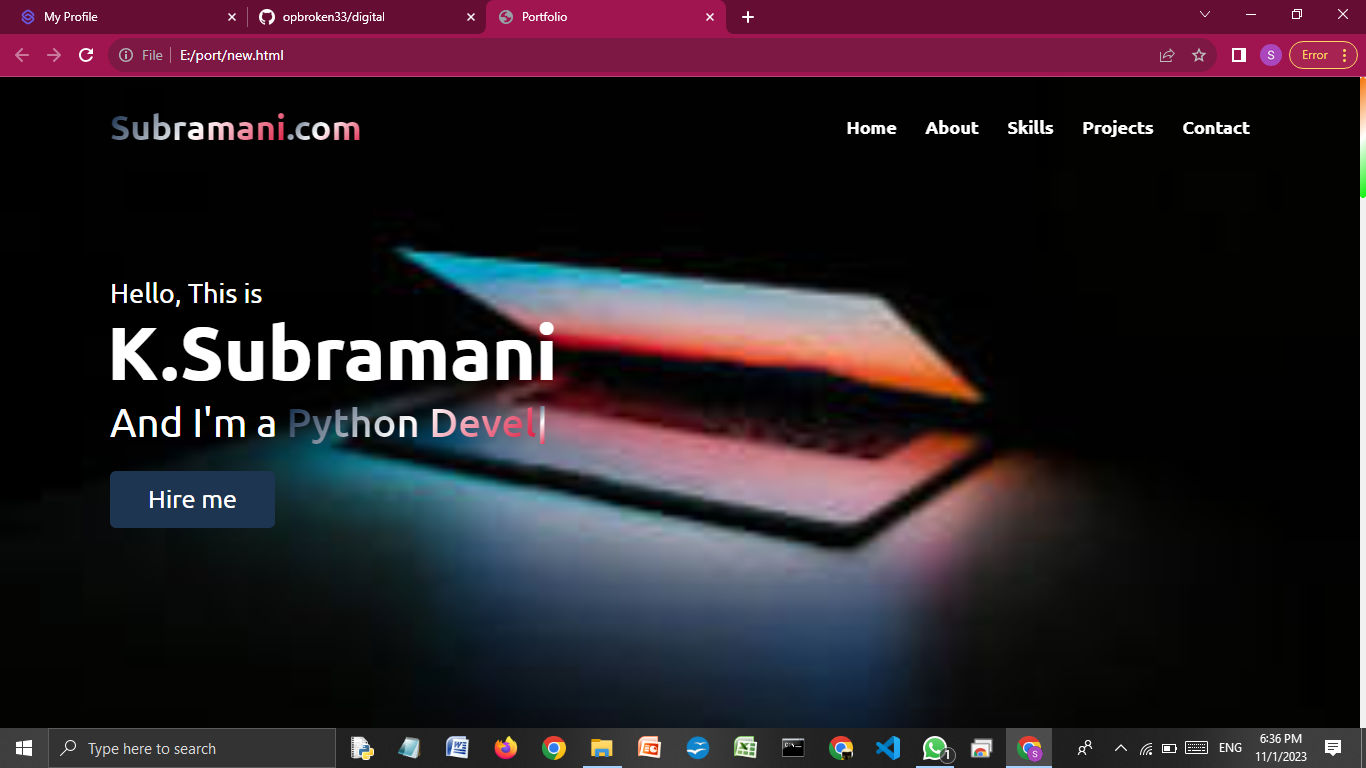 My Profile
opbroken33/digital
Portfolio
File
E:/port/new.html
S
Error
Subramani.com
Home
About
Skills
Projects
Contact
Hello, This is
K.Subramani
And I'm a Python Devel|
Hire me
Type here to search
1
S
ENG
6:36 PM
11/1/2023